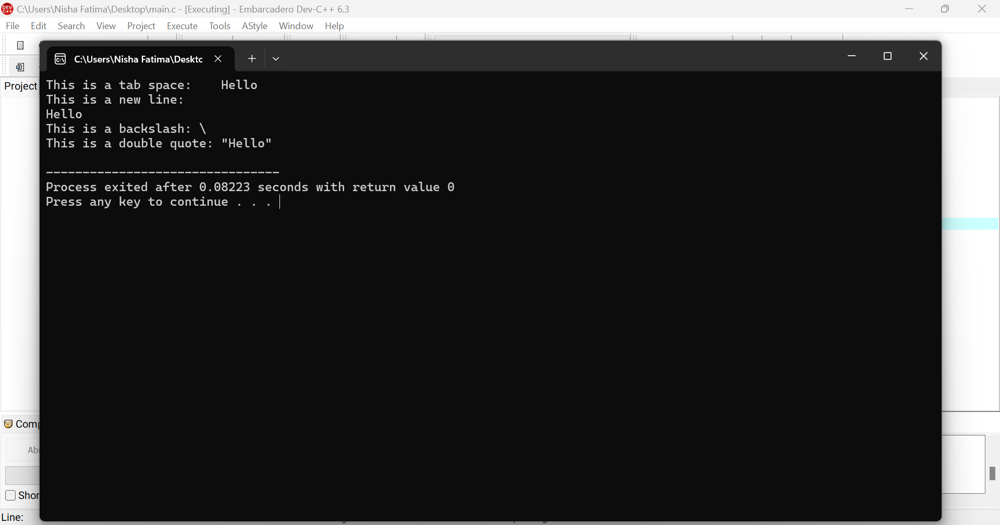 C:\Users\Nisha Fatima\Desktop\main.c - [Executing] - Embarcadero Dev-C++ 6.3
File Edit Search View Project Execute Tools AStyle Window Help
C:\Users\Nisha Fatima\Deskto
Project
This is a tab space:    Hello
This is a new line:
Hello
This is a backslash: \
This is a double quote: "Hello"
--------------------------------
Process exited after 0.08223 seconds with return value 0
Press any key to continue . . .
Comp
Abo
Shor
Line: